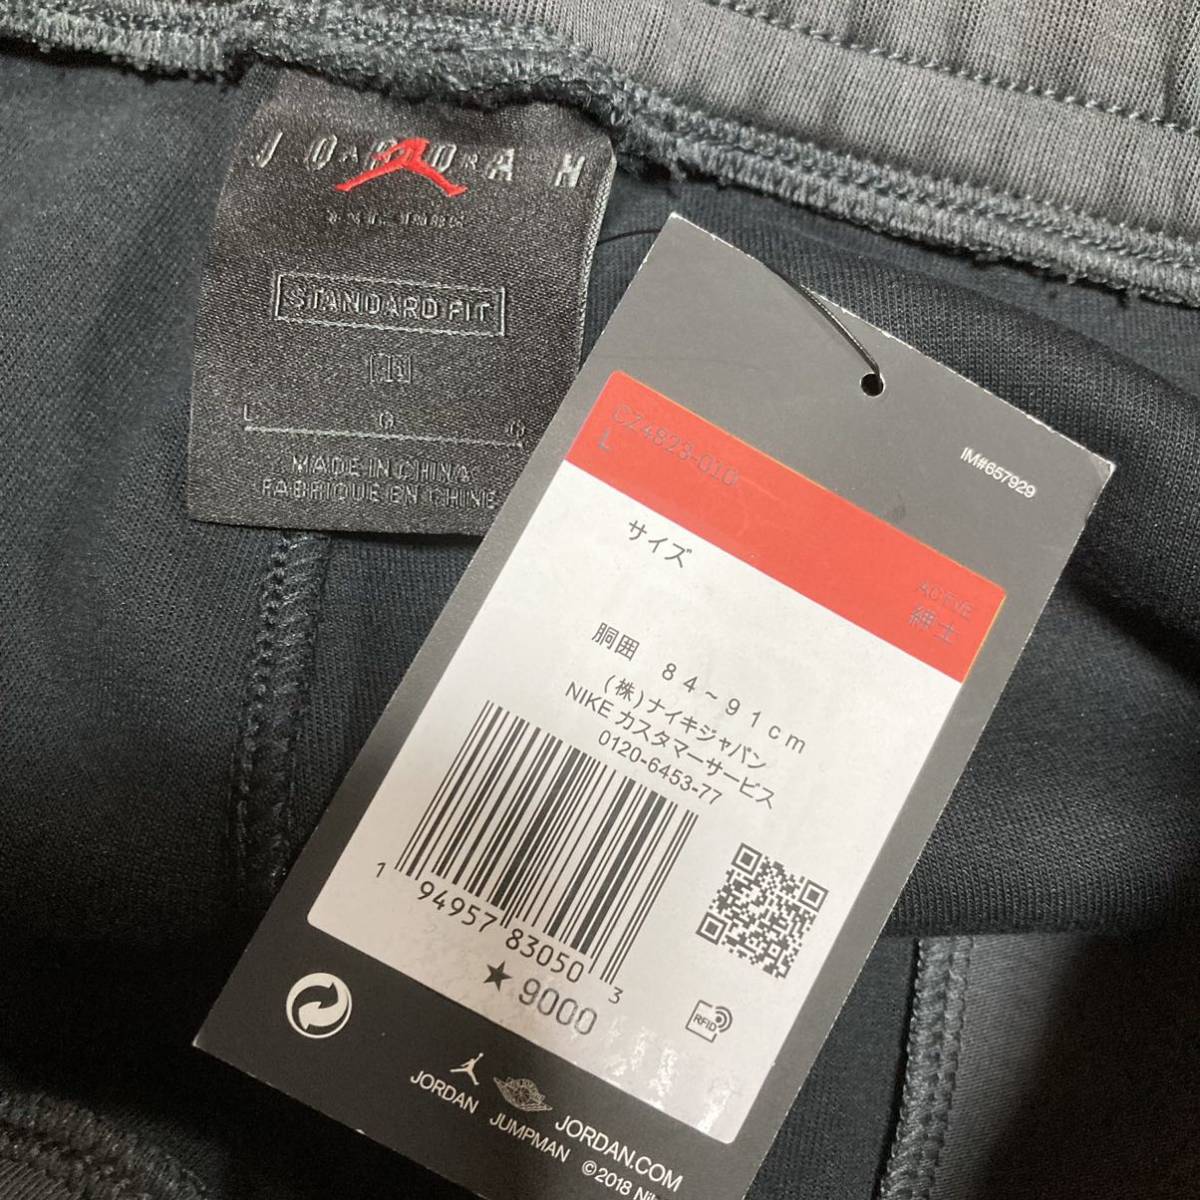 JORDAN
STANDARD FIT
L G G
MADE IN CHINA
FABRIQUE EN CHINE
IM#657929
CZ4823-010
L
ACTIVE
紳士
サイズ
胴囲 84~91cm
(株)ナイキジャパン
NIKE カスタマーサービス
0120-6453-77
1 94957 83050 3
★9000
RFID
JORDAN
JUMPMAN
JORDAN.COM
©2018